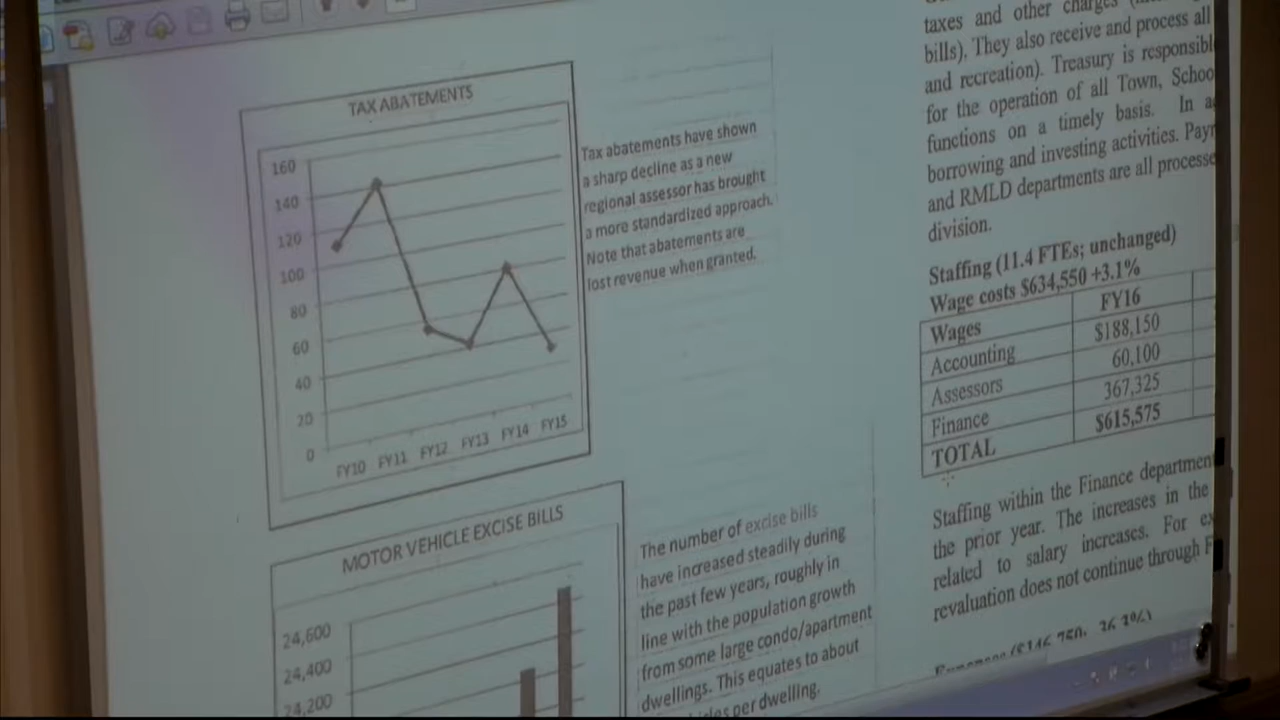 TAX ABATEMENTS
160
140
120
100
80
60
40
20
0
FY10 FY11 FY12 FY13 FY14 FY15
Tax abatements have shown
a sharp decline as a new
regional assessor has brought
a more standardized approach.
Note that abatements are
lost revenue when granted.
MOTOR VEHICLE EXCISE BILLS
24,600
24,400
24,200
The number of excise bills
have increased steadily during
the past few years, roughly in
line with the population growth
from some large condo/apartment
dwellings. This equates to about
per dwelling.
taxes and other charges
bills). They also receive and process all
and recreation). Treasury is responsibl
for the operation of all Town, Schoo
functions on a timely basis. In a
borrowing and investing activities. Payr
and RMLD departments are all processe
division.
Staffing (11.4 FTEs; unchanged)
Wage costs $634,550 +3.1%
Wages FY16
Accounting $188,150
Assessors 60,100
Finance 367,325
TOTAL $615,575
Staffing within the Finance departmen
the prior year. The increases in the
related to salary increases. For ex
revaluation does not continue through F